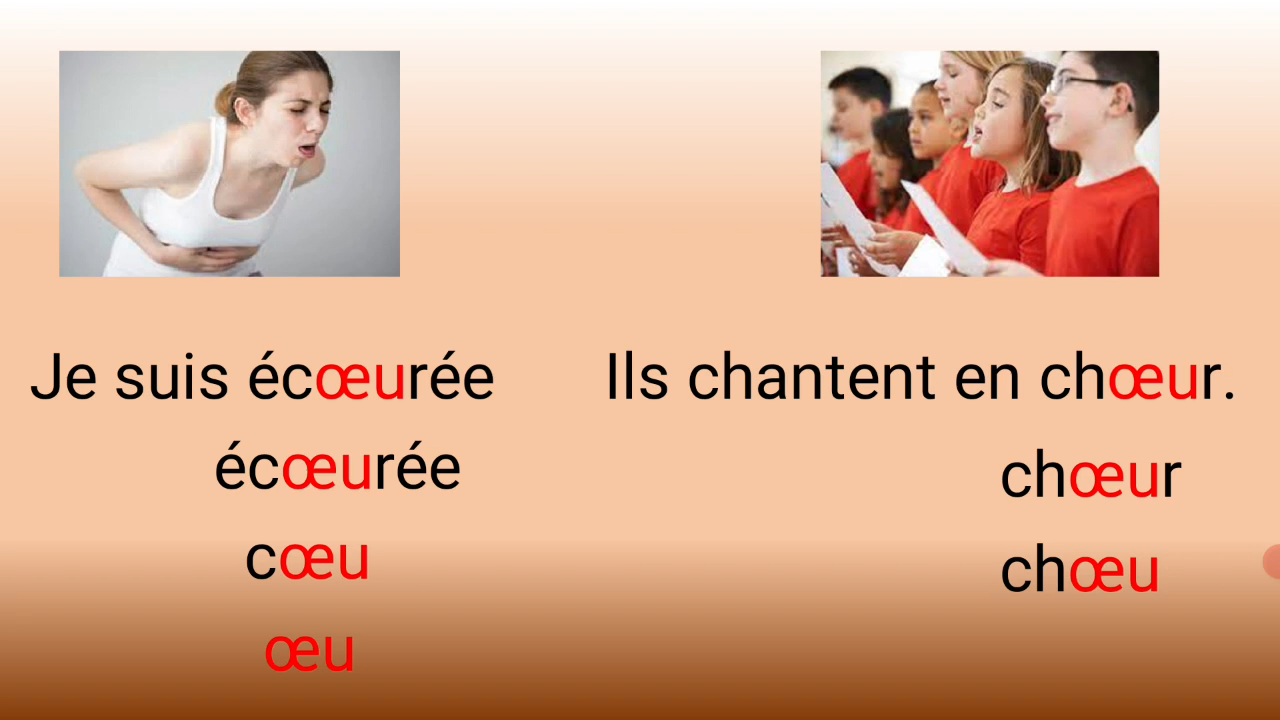 Je suis écœurée
écœurée
cœu
œu
Ils chantent en chœur.
chœur
chœu